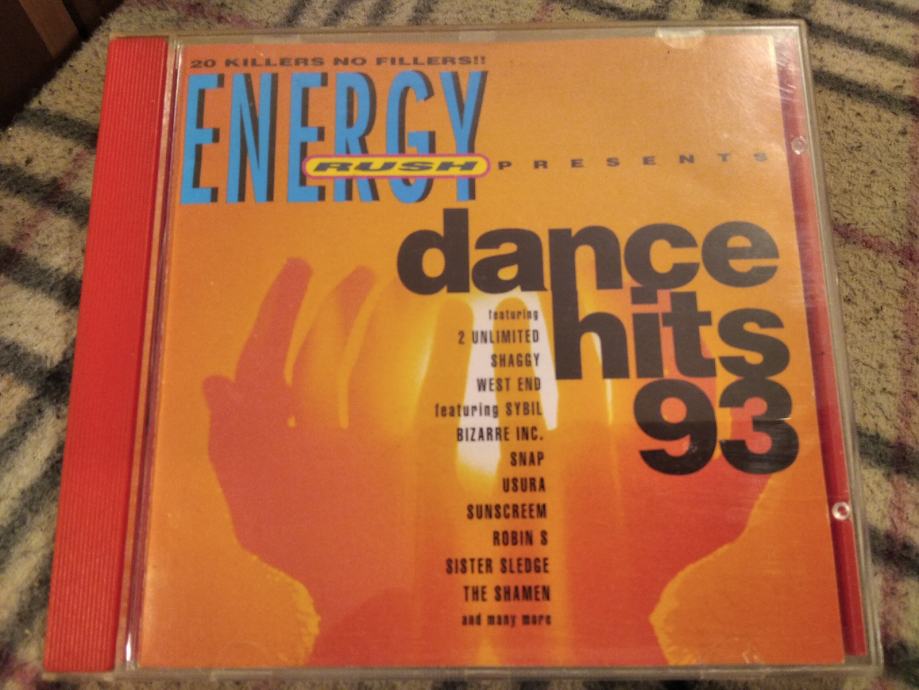 20 KILLERS NO FILLERS!!
ENERGY
RUSH
PRESENTS
dance
hits
93
featuring
2 UNLIMITED
SHAGGY
WEST END
featuring SYBIL
BIZARRE INC.
SNAP
USURA
SUNSCREEM
ROBIN S
SISTER SLEDGE
THE SHAMEN
and many more